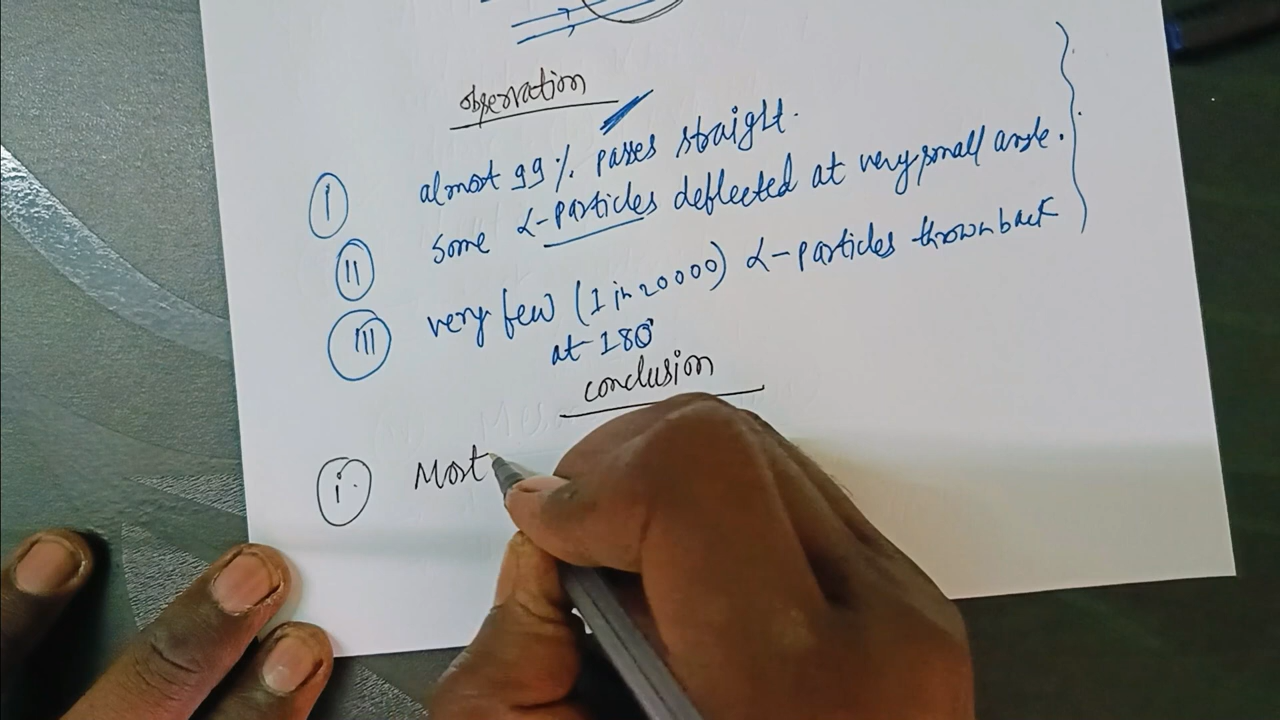 observation
I almost 99% passes straight.
II some α-particles deflected at very small angle.
III very few (1 in 20000) α-particles thrown back
at 180°
conclusion
i. Most